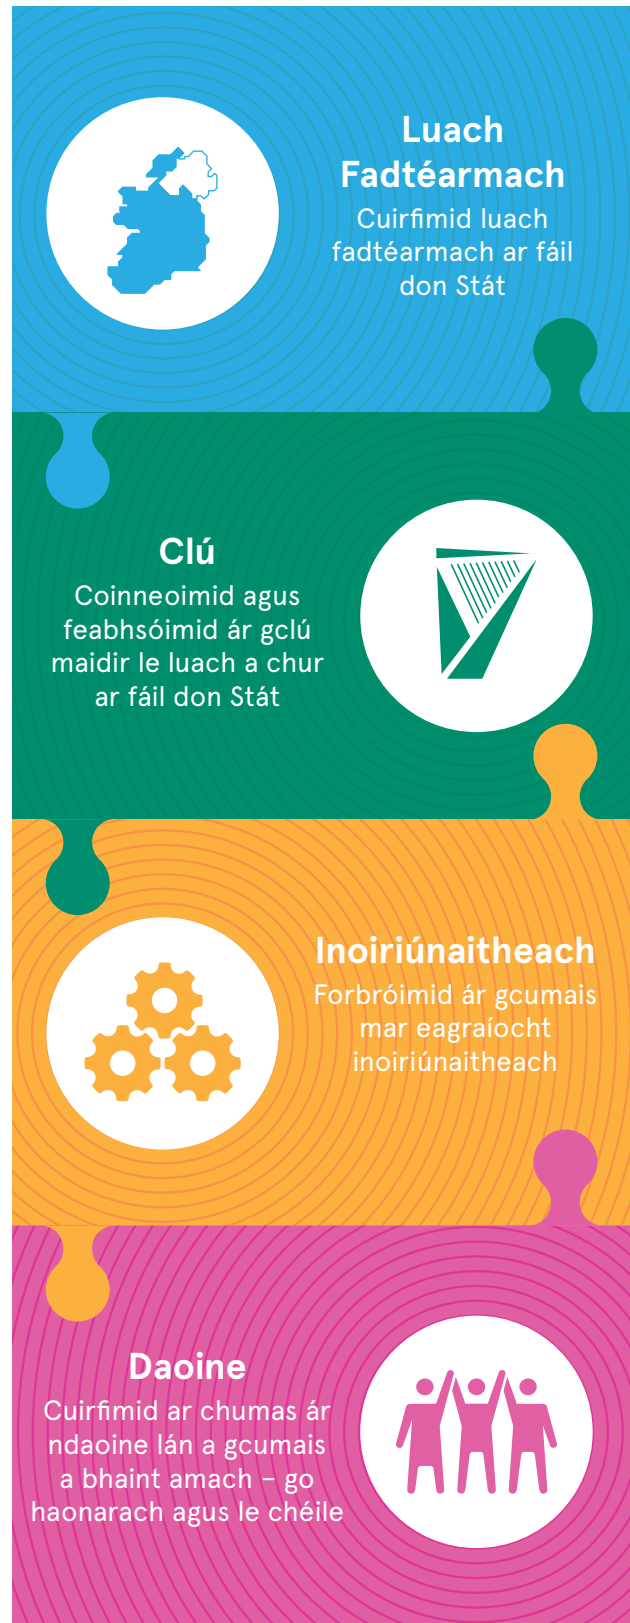 Luach
Fadtéarmach
Cuirfimid luach
fadtéarmach ar fáil
don Stát
Clú
Coinneoimid agus
feabhsóimid ár gclú
maidir le luach a chur
ar fáil don Stát
Inoiriúnaitheach
Forbróimid ár gcumais
mar eagraíocht
inoiriúnaitheach
Daoine
Cuirfimid ar chumas ár
ndaoine lán a gcumais
a bhaint amach – go
haonarach agus le chéile